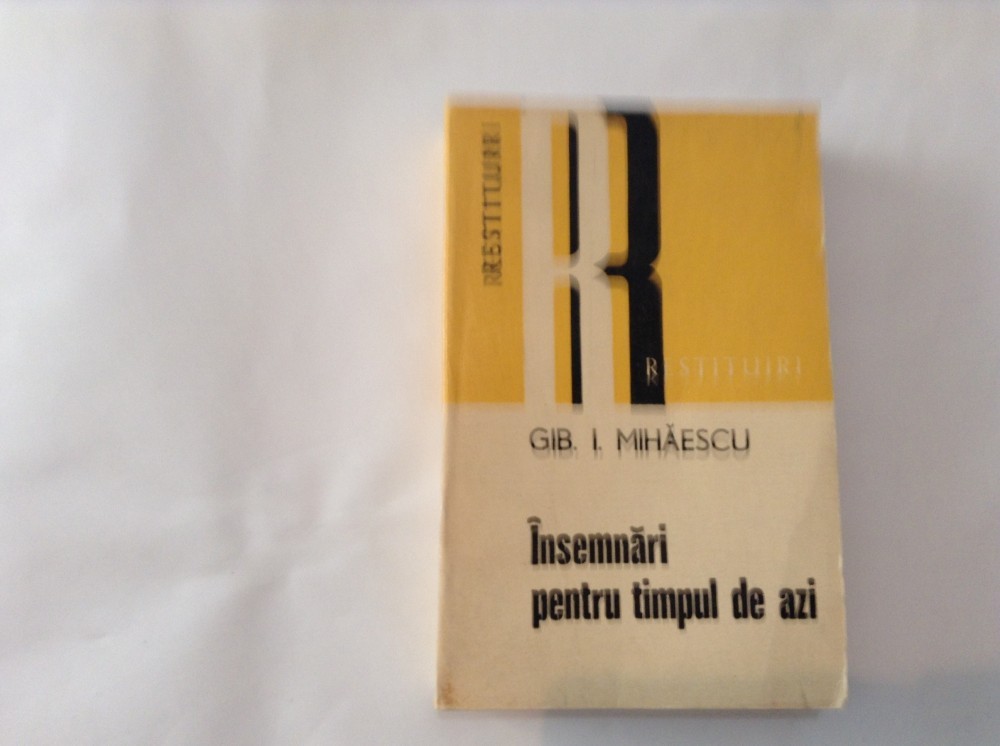 RESTITUIRI
R
RESTITUIRI
GIB. I. MIHĂESCU
Însemnări
pentru timpul de azi